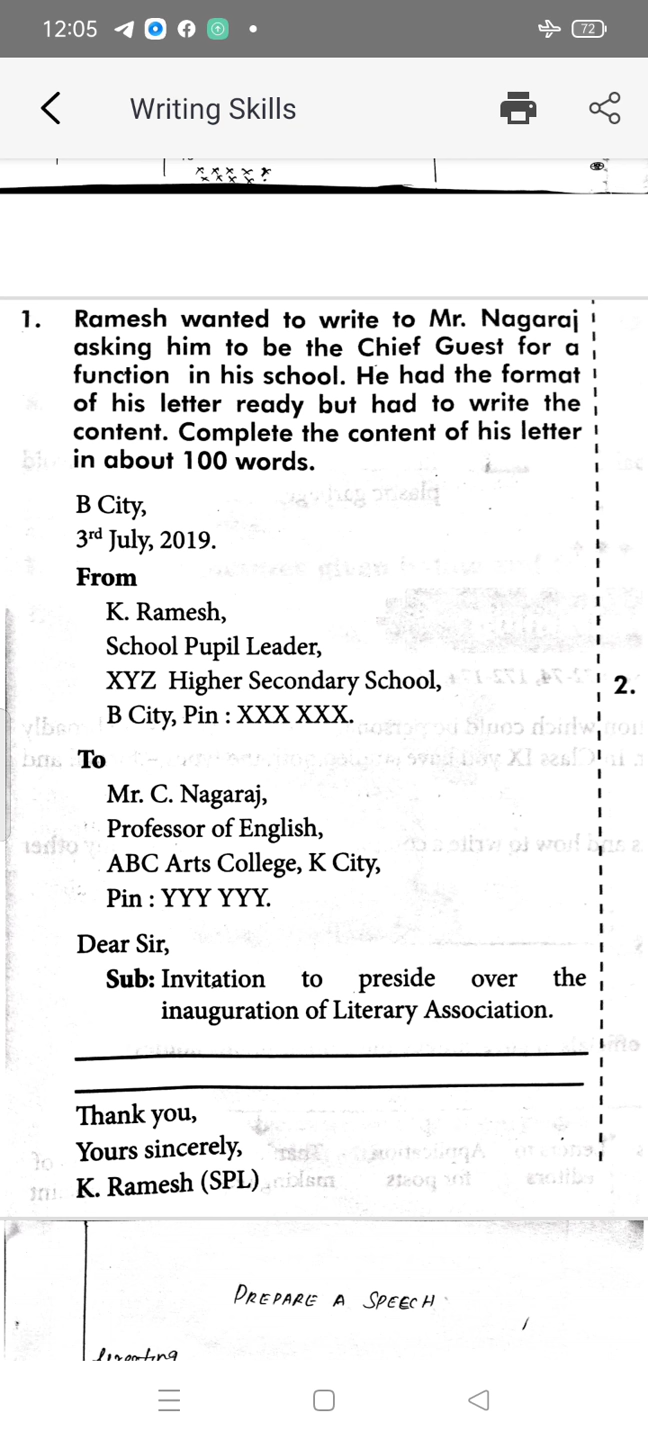 12:05
72
Writing Skills
1. Ramesh wanted to write to Mr. Nagaraj
asking him to be the Chief Guest for a
function in his school. He had the format
of his letter ready but had to write the
content. Complete the content of his letter
in about 100 words.
B City,
3rd July, 2019.
From
K. Ramesh,
School Pupil Leader,
XYZ Higher Secondary School,
2.
B City, Pin : XXX XXX.
To
Mr. C. Nagaraj,
Professor of English,
ABC Arts College, K City,
Pin : YYY YYY.
Dear Sir,
Sub: Invitation to preside over the
inauguration of Literary Association.
Thank you,
Yours sincerely,
K. Ramesh (SPL)
PREPARE A SPEECH